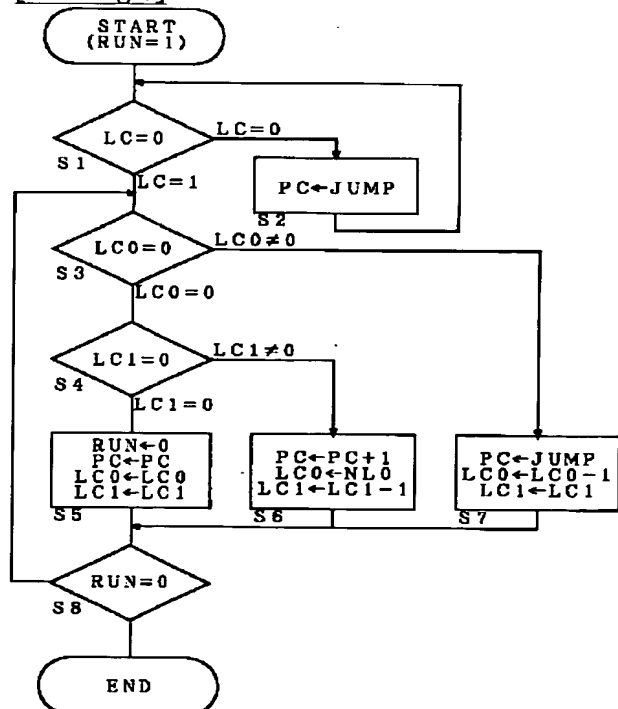 START
(RUN=1)
LC=0
LC=0
S1
LC=1
PC←JUMP
S2
LC0=0
LC0≠0
S3
LC0=0
LC1=0
LC1≠0
S4
LC1=0
RUN←0
PC←PC
LC0←LC0
LC1←LC1
S5
PC←PC+1
LC0←NL0
LC1←LC1-1
S6
PC←JUMP
LC0←LC0-1
LC1←LC1
S7
RUN=0
S8
END